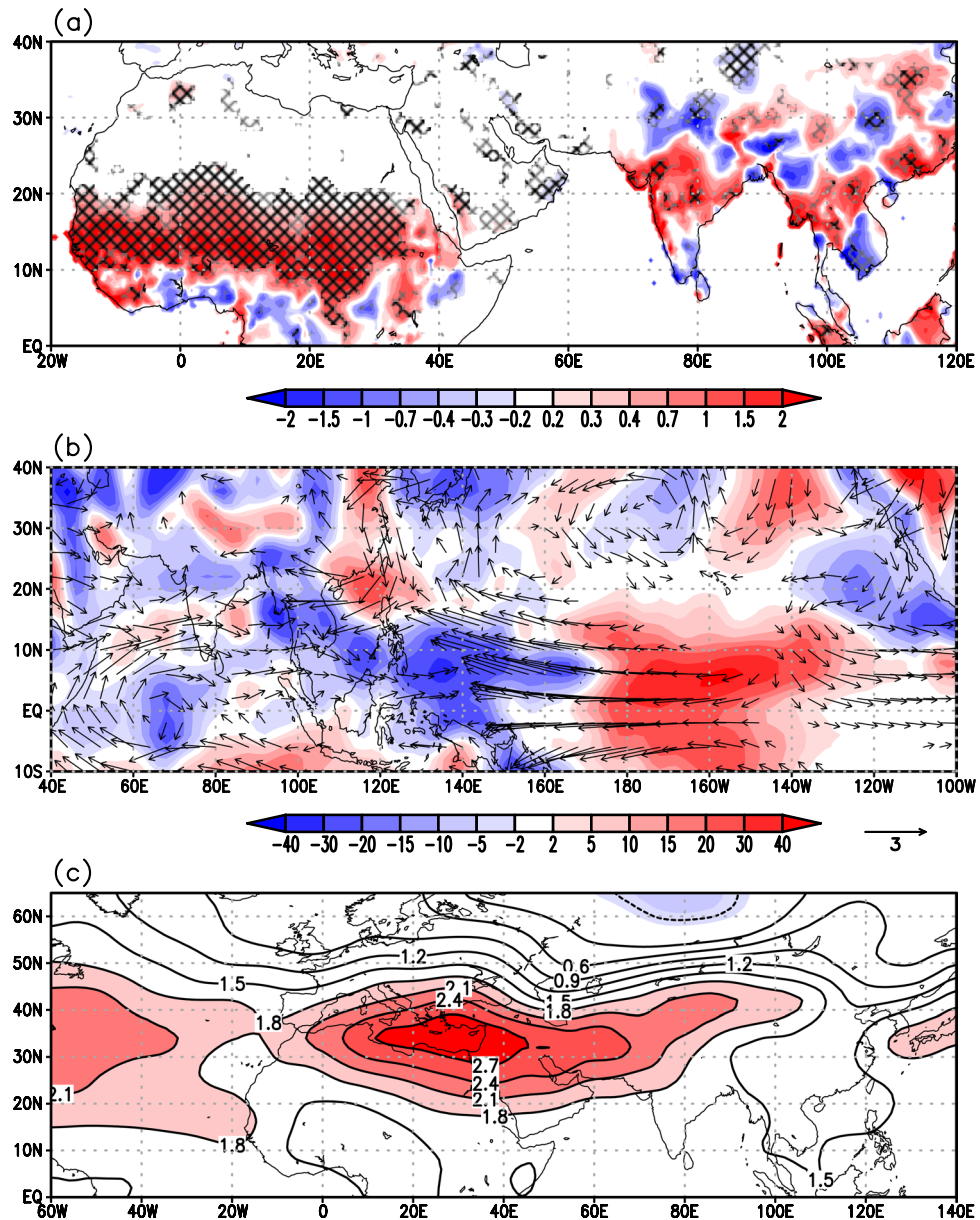 (a)
40N
30N
20N
10N
EQ
20W 0 20E 40E 60E 80E 100E 120E
-2 -1.5 -1 -0.7 -0.4 -0.3 -0.2 0.2 0.3 0.4 0.7 1 1.5 2
(b)
40N
30N
20N
10N
EQ
10S
40E 60E 80E 100E 120E 140E 160E 180 160W 140W 120W 100W
-40 -30 -20 -15 -10 -5 -2 2 5 10 15 20 30 40
3
(c)
60N
50N
40N
30N
20N
10N
EQ
0.6
1.2
1.2
0.9
1.5
2.1
1.5
2.4
1.8
1.8
2.7
2.4
2.1
2.1
1.8
1.8
1.5
60W 40W 20W 0 20E 40E 60E 80E 100E 120E 140E